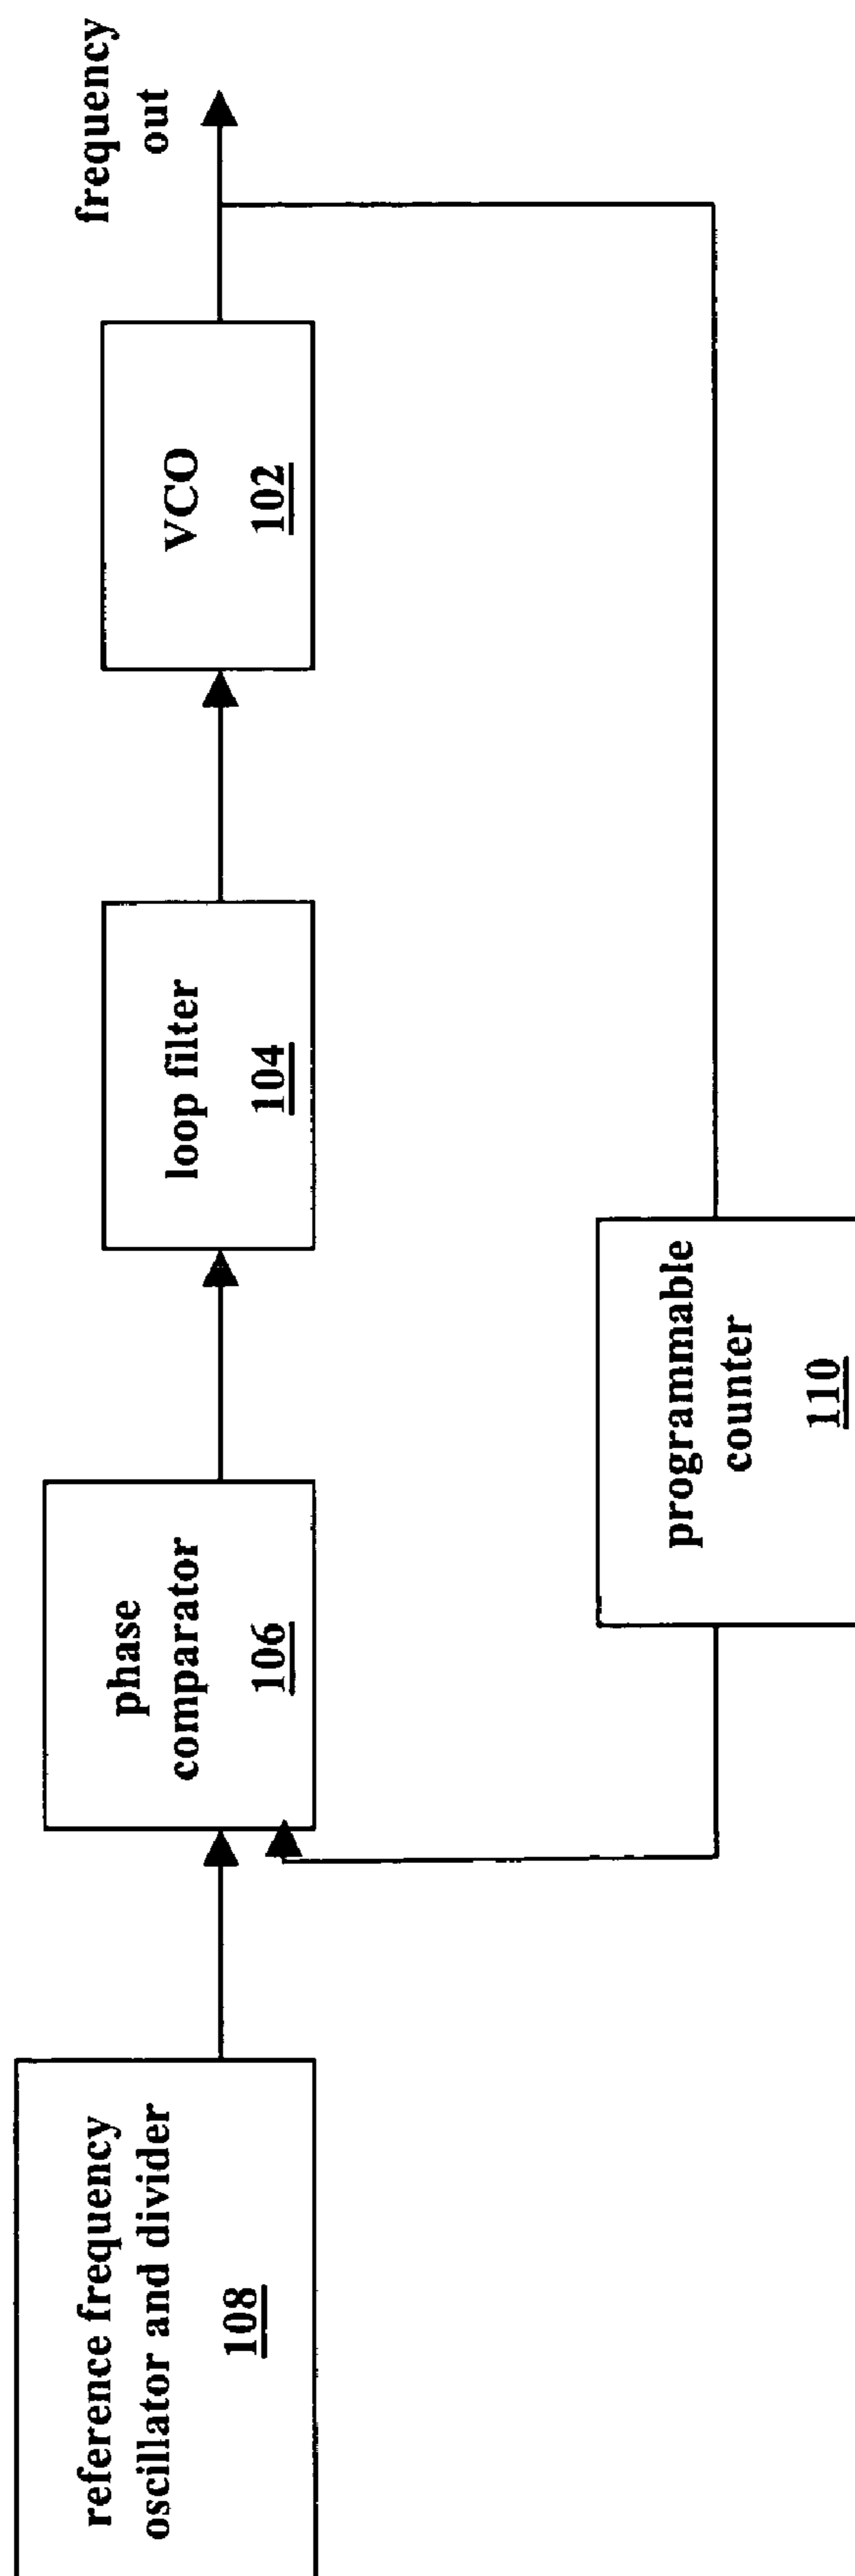 reference frequency
oscillator and divider
108
phase
comparator
106
loop filter
104
VCO
102
frequency
out
programmable
counter
110